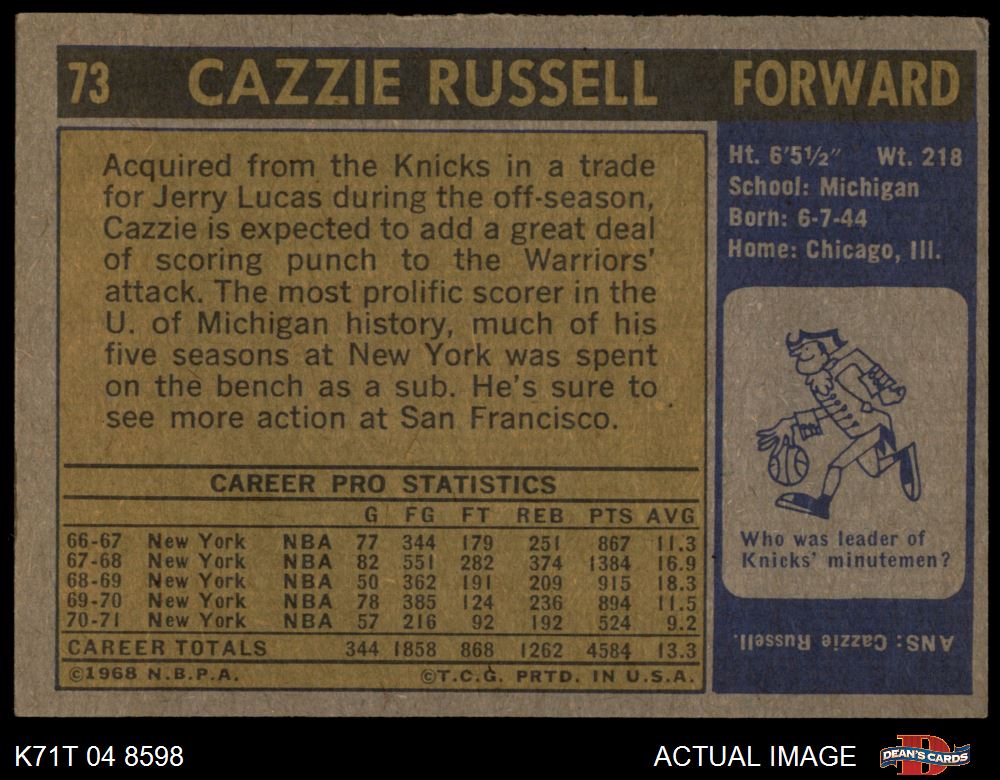 73 CAZZIE RUSSELL FORWARD
Acquired from the Knicks in a trade
for Jerry Lucas during the off-season,
Cazzie is expected to add a great deal
of scoring punch to the Warriors'
attack. The most prolific scorer in the
U. of Michigan history, much of his
five seasons at New York was spent
on the bench as a sub. He's sure to
see more action at San Francisco.
Ht. 6'5½" Wt. 218
School: Michigan
Born: 6-7-44
Home: Chicago, Ill.
Who was leader of
Knicks' minutemen?
ANS: Cazzie Russell.
CAREER PRO STATISTICS
G FG FT REB PTS AVG
66-67 New York NBA 77 344 179 251 867 11.3
67-68 New York NBA 82 551 282 374 1384 16.9
68-69 New York NBA 50 362 191 209 915 18.3
69-70 New York NBA 78 385 124 236 894 11.5
70-71 New York NBA 57 216 92 192 524 9.2
CAREER TOTALS 344 1858 868 1262 4584 13.3
©1968 N.B.P.A. ©T.C.G. PRTD. IN U.S.A.
K71T 04 8598 ACTUAL IMAGE DEAN'S CARDS